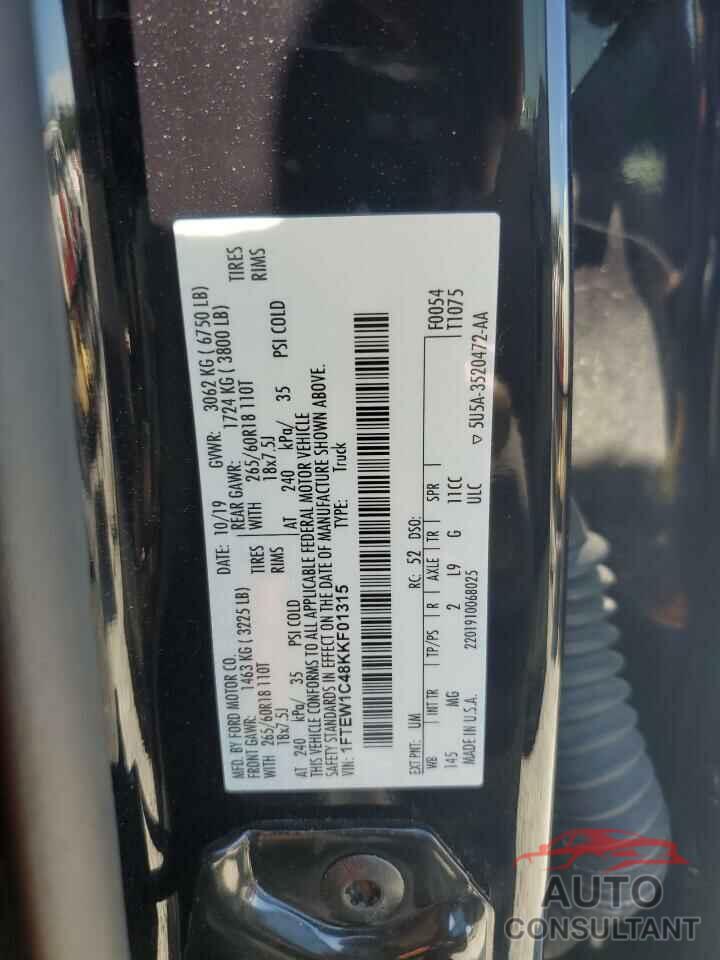 MFD. BY FORD MOTOR CO.
DATE: 10/19 GVWR: 3062 KG ( 6750 LB)
FRONT GAWR: 1463 KG ( 3225 LB) REAR GAWR: 1724 KG ( 3800 LB)
WITH 265/60R18 110T TIRES WITH 265/60R18 110T TIRES
18x7.5J RIMS 18x7.5J RIMS
AT 240 kPa/ 35 PSI COLD AT 240 kPa/ 35 PSI COLD
THIS VEHICLE CONFORMS TO ALL APPLICABLE FEDERAL MOTOR VEHICLE
SAFETY STANDARDS IN EFFECT ON THE DATE OF MANUFACTURE SHOWN ABOVE.
VIN: 1FTEW1C48KKF01315 TYPE: Truck
F0054
EXT PNT: UM RC: 52 DSO: T1075
WB INT TR TP/PS R AXLE TR SPR
145 MG 2 L9 G 11CC
MADE IN U.S.A. 2201910068025 ULC ▽ 5U5A-3520472-AA
AUTO
CONSULTANT